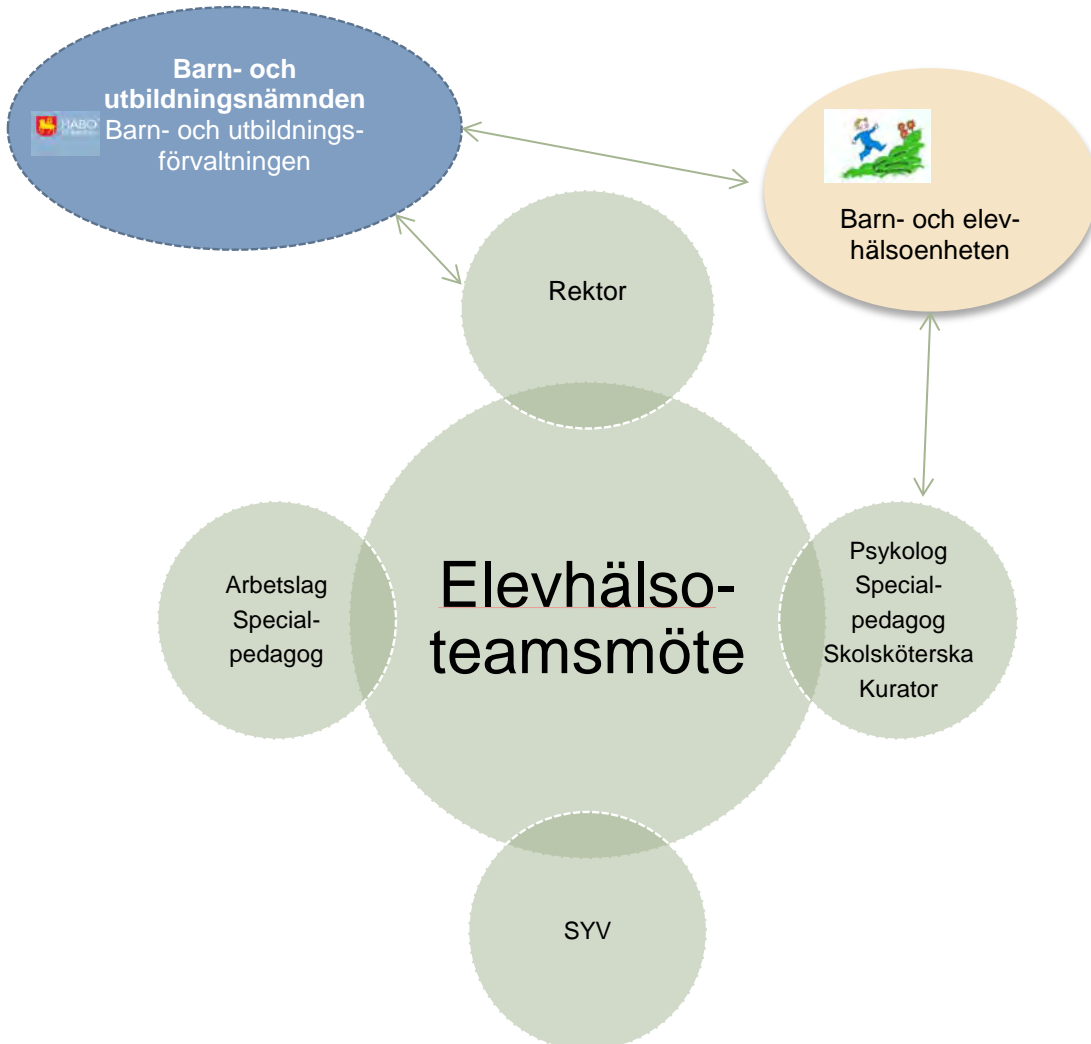 Barn- och
utbildningsnämnden
HABO
Barn- och utbildnings-
förvaltningen
Barn- och elev-
hälsoenheten
Rektor
Arbetslag
Special-
pedagog
Elevhälso-
teamsmöte
Psykolog
Special-
pedagog
Skolsköterska
Kurator
SYV